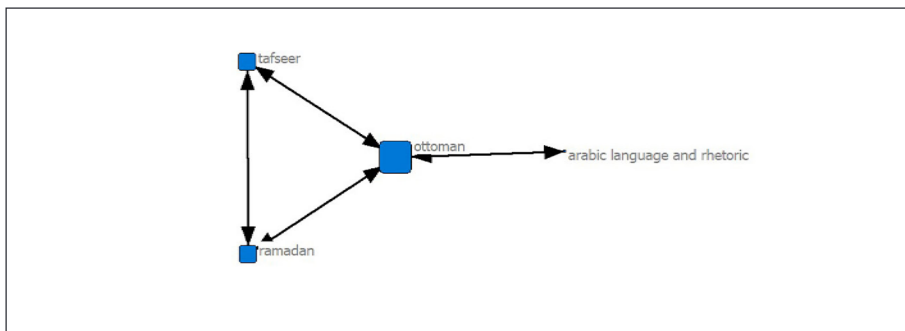 tafseer
ottoman
arabic language and rhetoric
ramadan